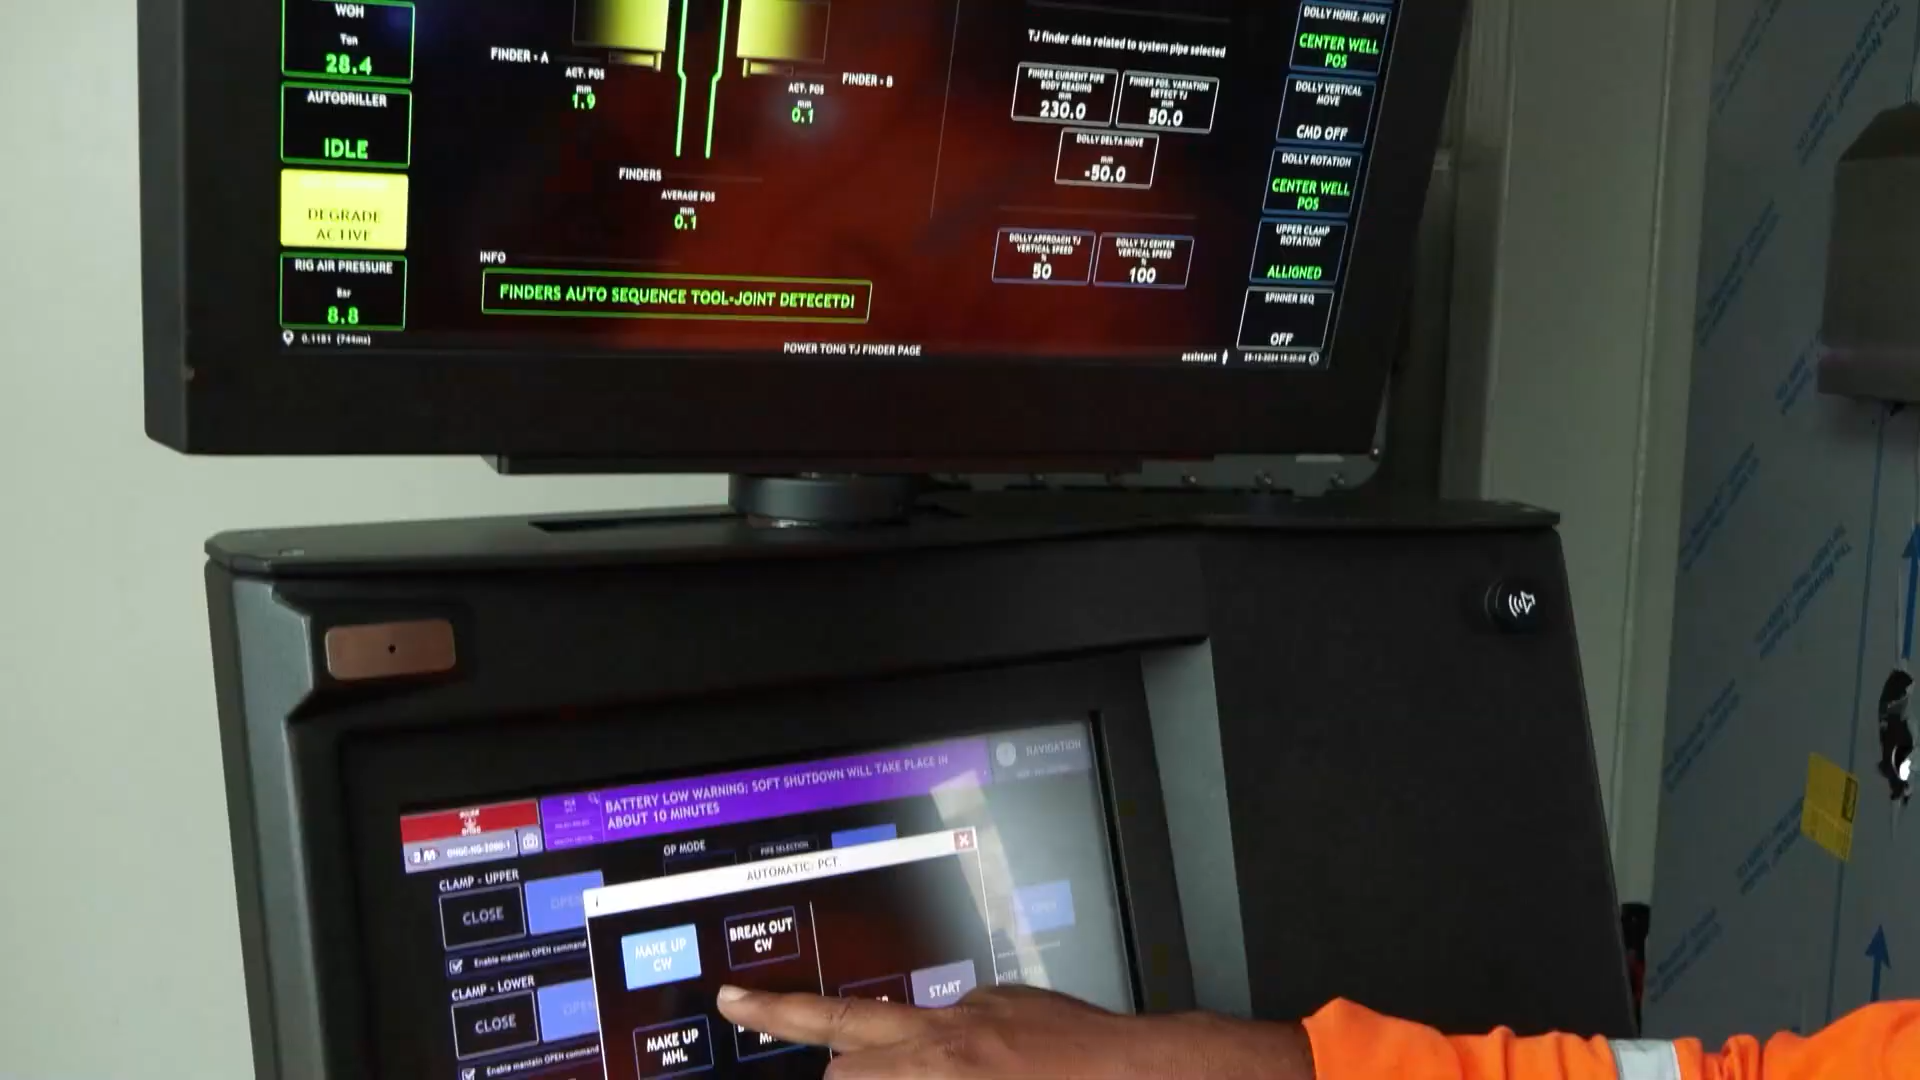 WOH
Ton
28.4
AUTODRILLER
IDLE
DEGRADE
ACTIVE
RIG AIR PRESSURE
Bar
8.8
FINDER - A
ACT. POS
mm
1.9
ACT. POS
mm
0.1
FINDER - B
FINDERS
AVERAGE POS
mm
0.1
INFO
FINDERS AUTO SEQUENCE TOOL-JOINT DETECETD!
TJ finder data related to system pipe selected
FINDER CURRENT PIPE
BODY READING
mm
230.0
FINDER POS. VARIATION
DETECT TJ
mm
50.0
DOLLY DELTA MOVE
mm
-50.0
DOLLY APPROACH TJ
VERTICAL SPEED
%
50
DOLLY TJ CENTER
VERTICAL SPEED
%
100
DOLLY HORIZ. MOVE
CENTER WELL
POS
DOLLY VERTICAL
MOVE
CMD OFF
DOLLY ROTATION
CENTER WELL
POS
UPPER CLAMP
ROTATION
ALLIGNED
SPINNER SEQ
OFF
POWER TONG TJ FINDER PAGE
assistant
NAVIGATION
BATTERY LOW WARNING: SOFT SHUTDOWN WILL TAKE PLACE IN
ABOUT 10 MINUTES
OP MODE
PIPE SELECTION
AUTOMATIC: PCT.
CLAMP - UPPER
CLOSE
OPEN
Enable mantain OPEN command
CLAMP - LOWER
CLOSE
OPEN
Enable mantain OPEN command
MAKE UP
CW
BREAK OUT
CW
MAKE UP
MHL
START